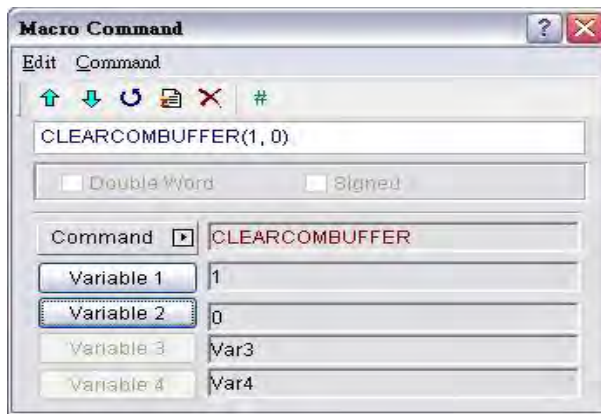 Macro Command
Edit Command
#
CLEARCOMBUFFER(1, 0)
Double Word Signed
Command CLEARCOMBUFFER
Variable 1 1
Variable 2 0
Variable 3 Var3
Variable 4 Var4